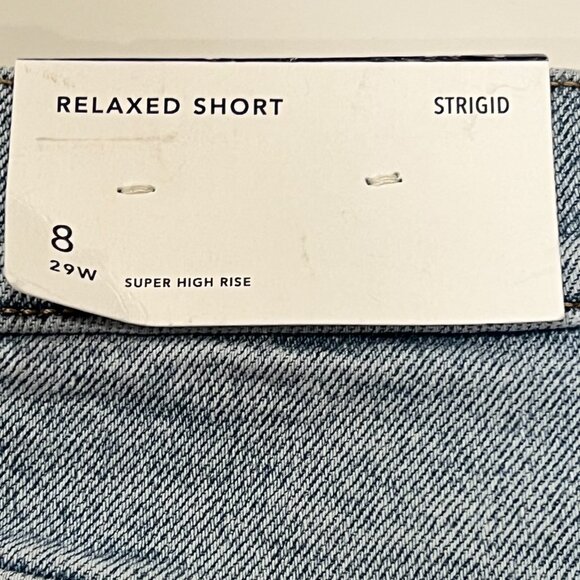 RELAXED SHORT STRIGID
8
29W
SUPER HIGH RISE